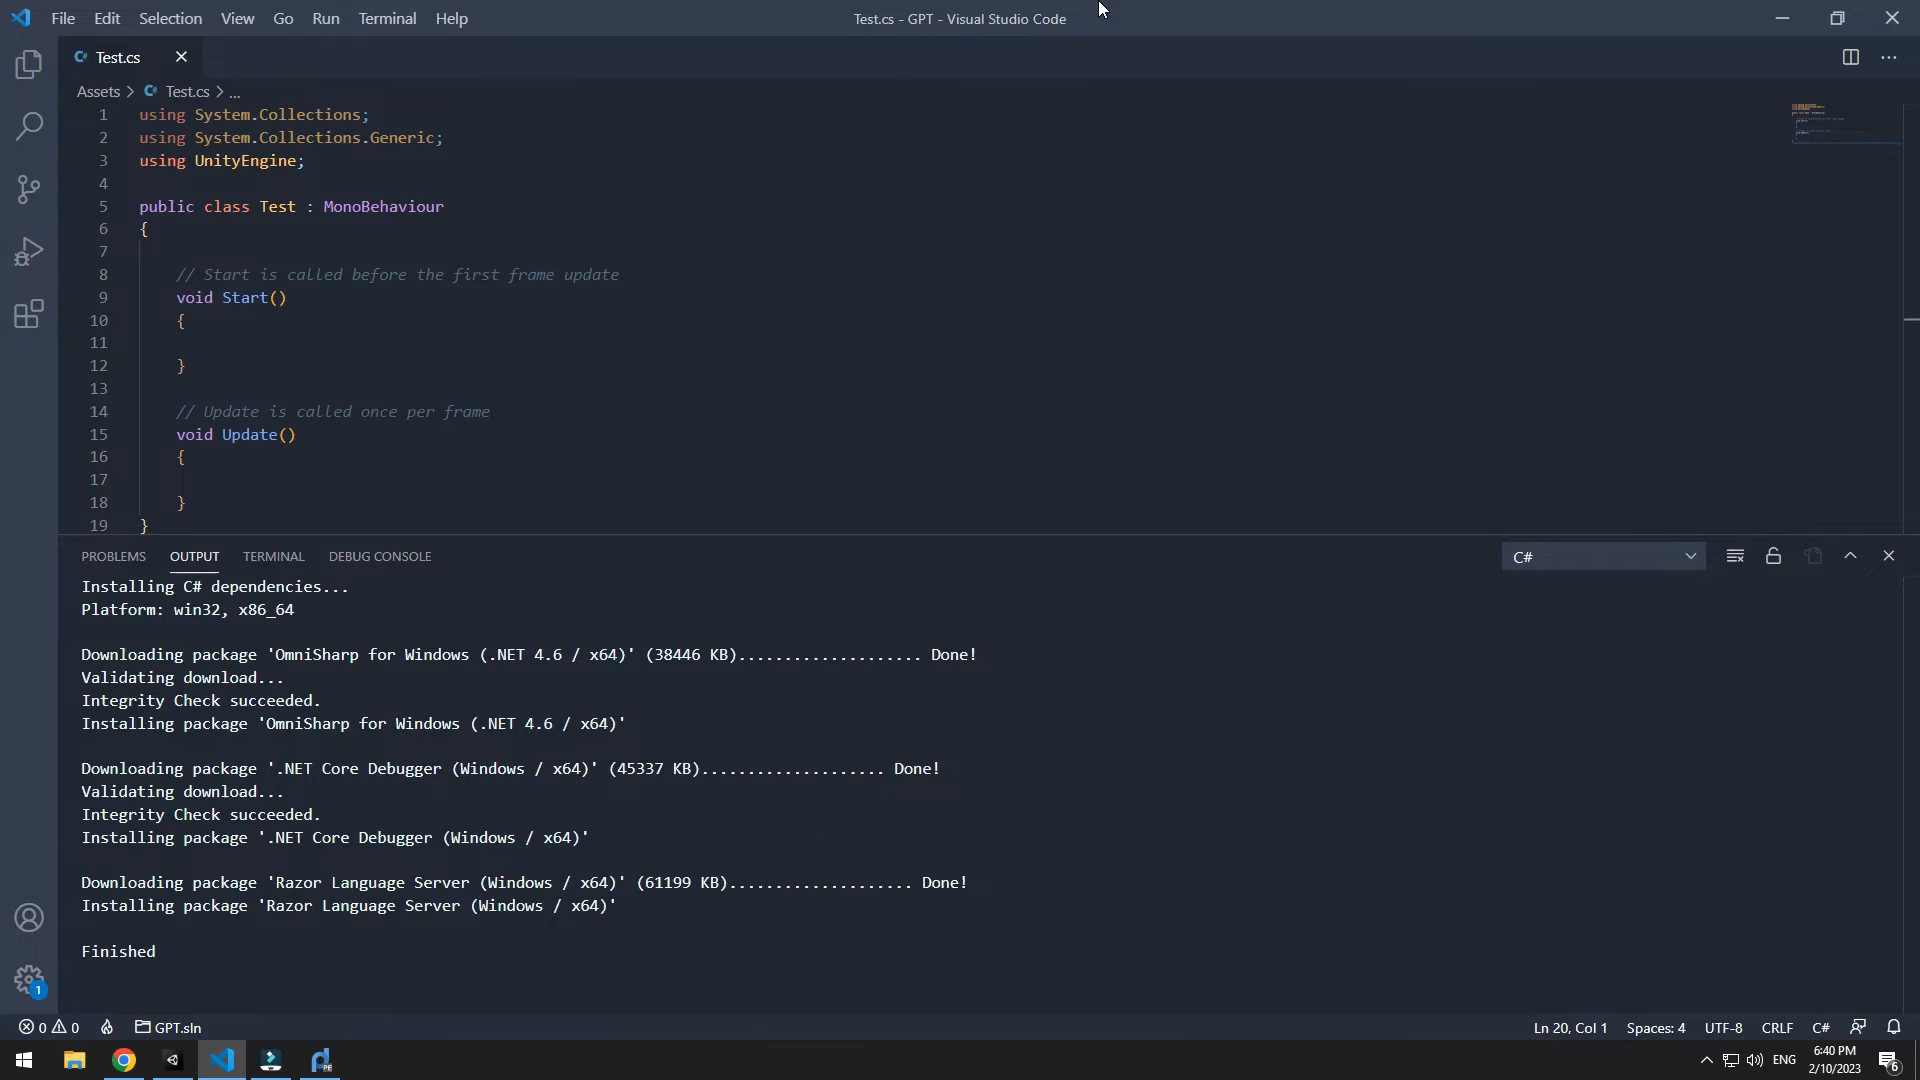 File Edit Selection View Go Run Terminal Help
Test.cs - GPT - Visual Studio Code
Test.cs
Assets > Test.cs > ...
1 using System.Collections;
2 using System.Collections.Generic;
3 using UnityEngine;
4
5 public class Test : MonoBehaviour
6 {
7
8 // Start is called before the first frame update
9 void Start()
10 {
11
12 }
13
14 // Update is called once per frame
15 void Update()
16 {
17
18 }
19 }
PROBLEMS OUTPUT TERMINAL DEBUG CONSOLE
C#
Installing C# dependencies...
Platform: win32, x86_64
Downloading package 'OmniSharp for Windows (.NET 4.6 / x64)' (38446 KB).................... Done!
Validating download...
Integrity Check succeeded.
Installing package 'OmniSharp for Windows (.NET 4.6 / x64)'
Downloading package '.NET Core Debugger (Windows / x64)' (45337 KB).................... Done!
Validating download...
Integrity Check succeeded.
Installing package '.NET Core Debugger (Windows / x64)'
Downloading package 'Razor Language Server (Windows / x64)' (61199 KB).................... Done!
Installing package 'Razor Language Server (Windows / x64)'
Finished
1
0 0 GPT.sln
Ln 20, Col 1 Spaces: 4 UTF-8 CRLF C#
ENG
6:40 PM
2/10/2023
6